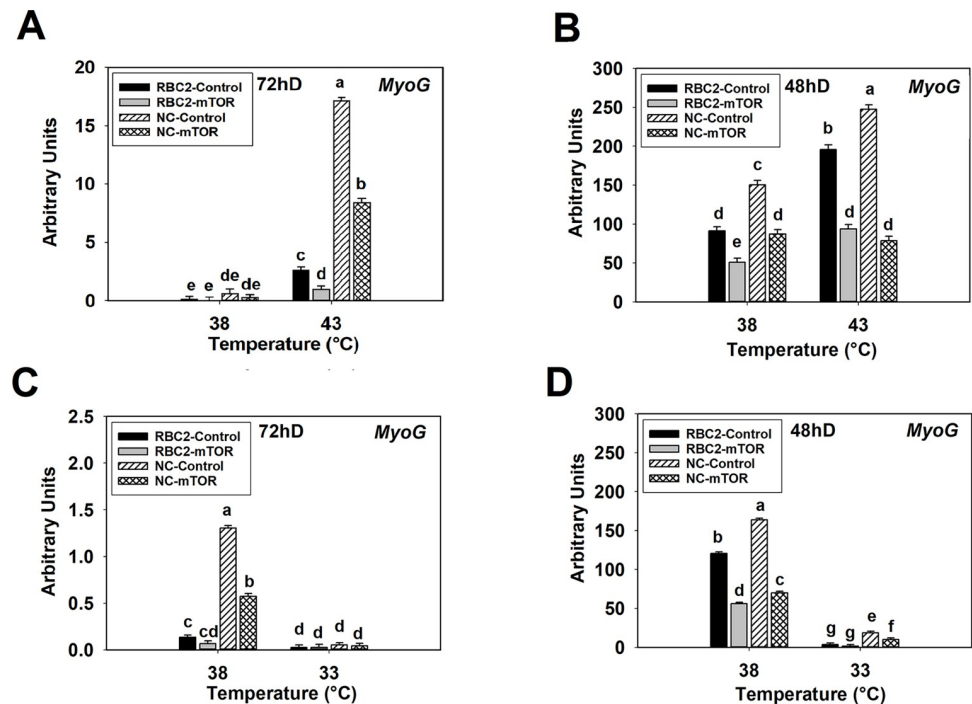 A
20
15
10
5
0
Arbitrary Units
RBC2-Control
RBC2-mTOR
NC-Control
NC-mTOR
72hD
MyoG
e e de de
c d a b
38 43
Temperature (°C)
B
300
250
200
150
100
50
0
Arbitrary Units
RBC2-Control
RBC2-mTOR
NC-Control
NC-mTOR
48hD
MyoG
d e c d
b d a d
38 43
Temperature (°C)
C
2.5
2.0
1.5
1.0
0.5
0.0
Arbitrary Units
RBC2-Control
RBC2-mTOR
NC-Control
NC-mTOR
72hD
MyoG
c cd a b
d d d d
38 33
Temperature (°C)
D
300
250
200
150
100
50
0
Arbitrary Units
RBC2-Control
RBC2-mTOR
NC-Control
NC-mTOR
48hD
MyoG
b d a c
g g e f
38 33
Temperature (°C)